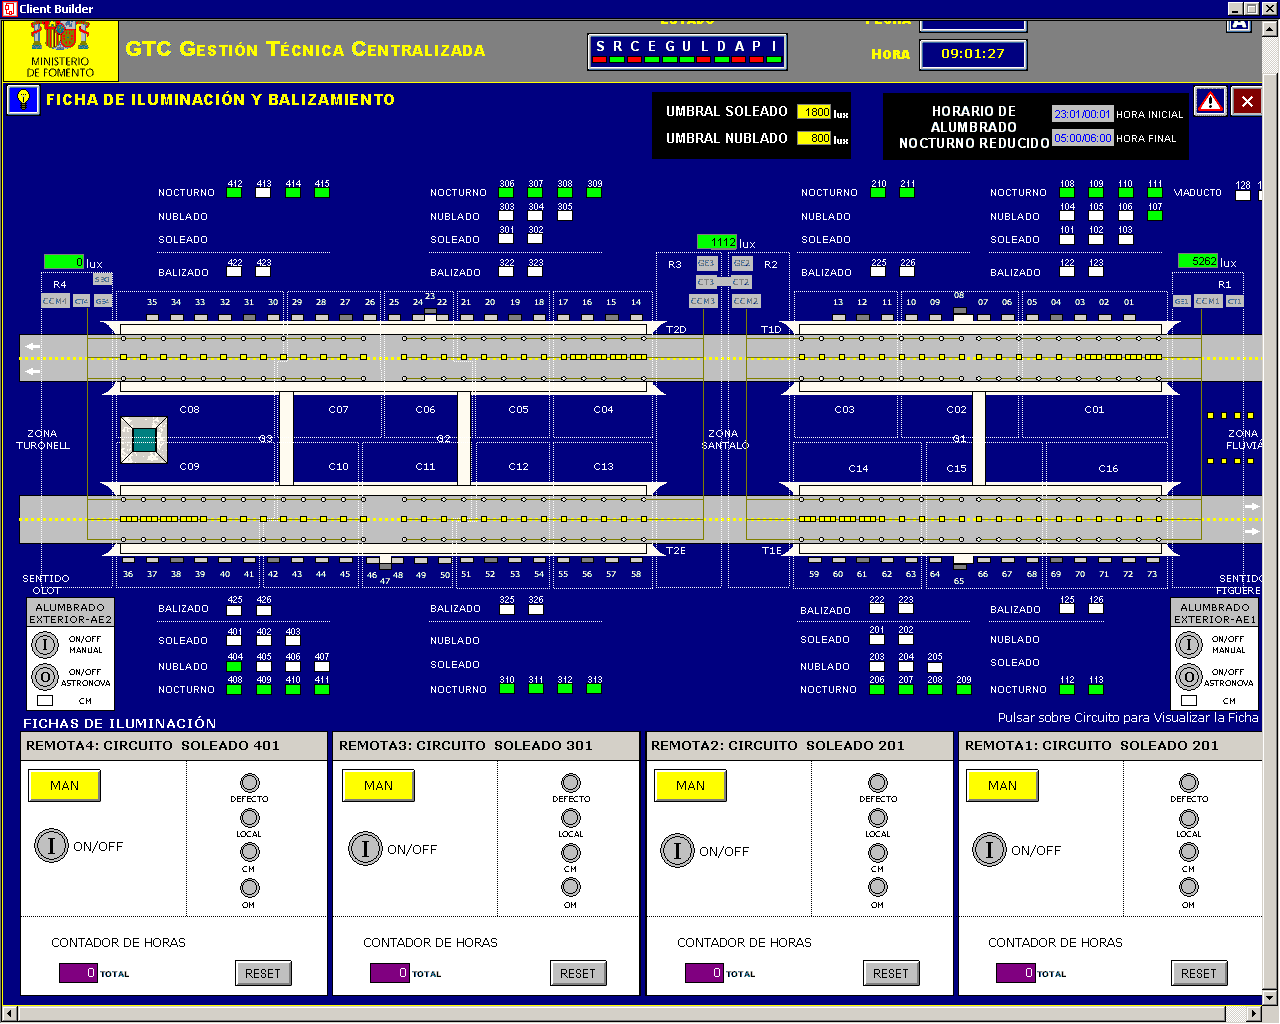 Client Builder
MINISTERIO
DE FOMENTO
GTC GESTIÓN TÉCNICA CENTRALIZADA
S R C E G U L D A P I
HORA 09:01:27
FICHA DE ILUMINACIÓN Y BALIZAMIENTO
UMBRAL SOLEADO 1800 lux
UMBRAL NUBLADO 800 lux
HORARIO DE
ALUMBRADO
NOCTURNO REDUCIDO
23:01/00:01 HORA INICIAL
05:00/06:00 HORA FINAL
NOCTURNO 412 413 414 415
NUBLADO
SOLEADO
BALIZADO 422 423
NOCTURNO 306 307 308 309
NUBLADO 303 304 305
SOLEADO 301 302
BALIZADO 322 323
NOCTURNO 210 211
NUBLADO
SOLEADO
BALIZADO 225 226
NOCTURNO 108 109 110 111
NUBLADO 104 105 106 107
SOLEADO 101 102 103
BALIZADO 122 123
VIADUCTO 128
0 lux
1112 lux
5262 lux
R4 CCM4
R3 GE3 CT3 CCM3
R2 GE2 CT2 CCM2
R1 GE1 CCM1 CT1
35 34 33 32 31 30 29 28 27 26 25 24 23 22 21 20 19 18 17 16 15 14
13 12 11 10 09 08 07 06 05 04 03 02 01
T2D T1D
C08 C07 C06 C05 C04 C03 C02 C01
ZONA
TURONELL
G3 G2
ZONA
SANTALÓ
G1
ZONA
FLUVIÀ
C09 C10 C11 C12 C13 C14 C15 C16
T2E T1E
36 37 38 39 40 41 42 43 44 45 46 47 48 49 50 51 52 53 54 55 56 57 58
59 60 61 62 63 64 65 66 67 68 69 70 71 72 73
SENTIDO
OLOT
SENTIDO
FIGUERE
ALUMBRADO
EXTERIOR-AE2
I ON/OFF
MANUAL
O ON/OFF
ASTRONOVA
CM
BALIZADO 425 426
SOLEADO 401 402 403
NUBLADO 404 405 406 407
NOCTURNO 408 409 410 411
BALIZADO 325 326
NUBLADO
SOLEADO
NOCTURNO 310 311 312 313
BALIZADO 222 223
SOLEADO 201 202
NUBLADO 203 204 205
NOCTURNO 206 207 208 209
BALIZADO 125 126
NUBLADO
SOLEADO
NOCTURNO 112 113
ALUMBRADO
EXTERIOR-AE1
I ON/OFF
MANUAL
O ON/OFF
ASTRONOVA
CM
FICHAS DE ILUMINACIÓN
Pulsar sobre Circuito para Visualizar la Ficha
REMOTA4: CIRCUITO SOLEADO 401
MAN
I ON/OFF
DEFECTO
LOCAL
CM
OM
CONTADOR DE HORAS
0 TOTAL RESET
REMOTA3: CIRCUITO SOLEADO 301
MAN
I ON/OFF
DEFECTO
LOCAL
CM
OM
CONTADOR DE HORAS
0 TOTAL RESET
REMOTA2: CIRCUITO SOLEADO 201
MAN
I ON/OFF
DEFECTO
LOCAL
CM
OM
CONTADOR DE HORAS
0 TOTAL RESET
REMOTA1: CIRCUITO SOLEADO 201
MAN
I ON/OFF
DEFECTO
LOCAL
CM
OM
CONTADOR DE HORAS
0 TOTAL RESET